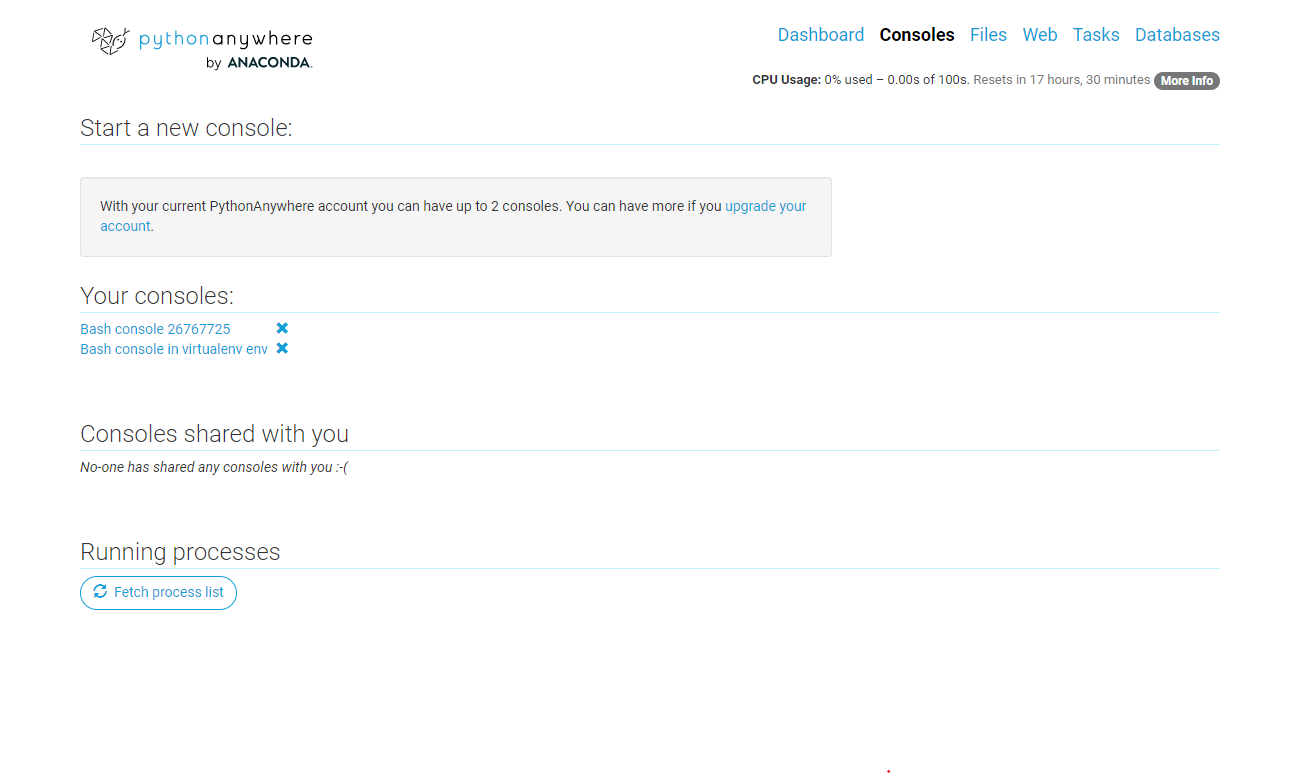 pythonanywhere
by ANACONDA.
Dashboard Consoles Files Web Tasks Databases
CPU Usage: 0% used – 0.00s of 100s. Resets in 17 hours, 30 minutes More Info
Start a new console:
With your current PythonAnywhere account you can have up to 2 consoles. You can have more if you upgrade your
account.
Your consoles:
Bash console 26767725
Bash console in virtualenv env
Consoles shared with you
No-one has shared any consoles with you :-(
Running processes
Fetch process list